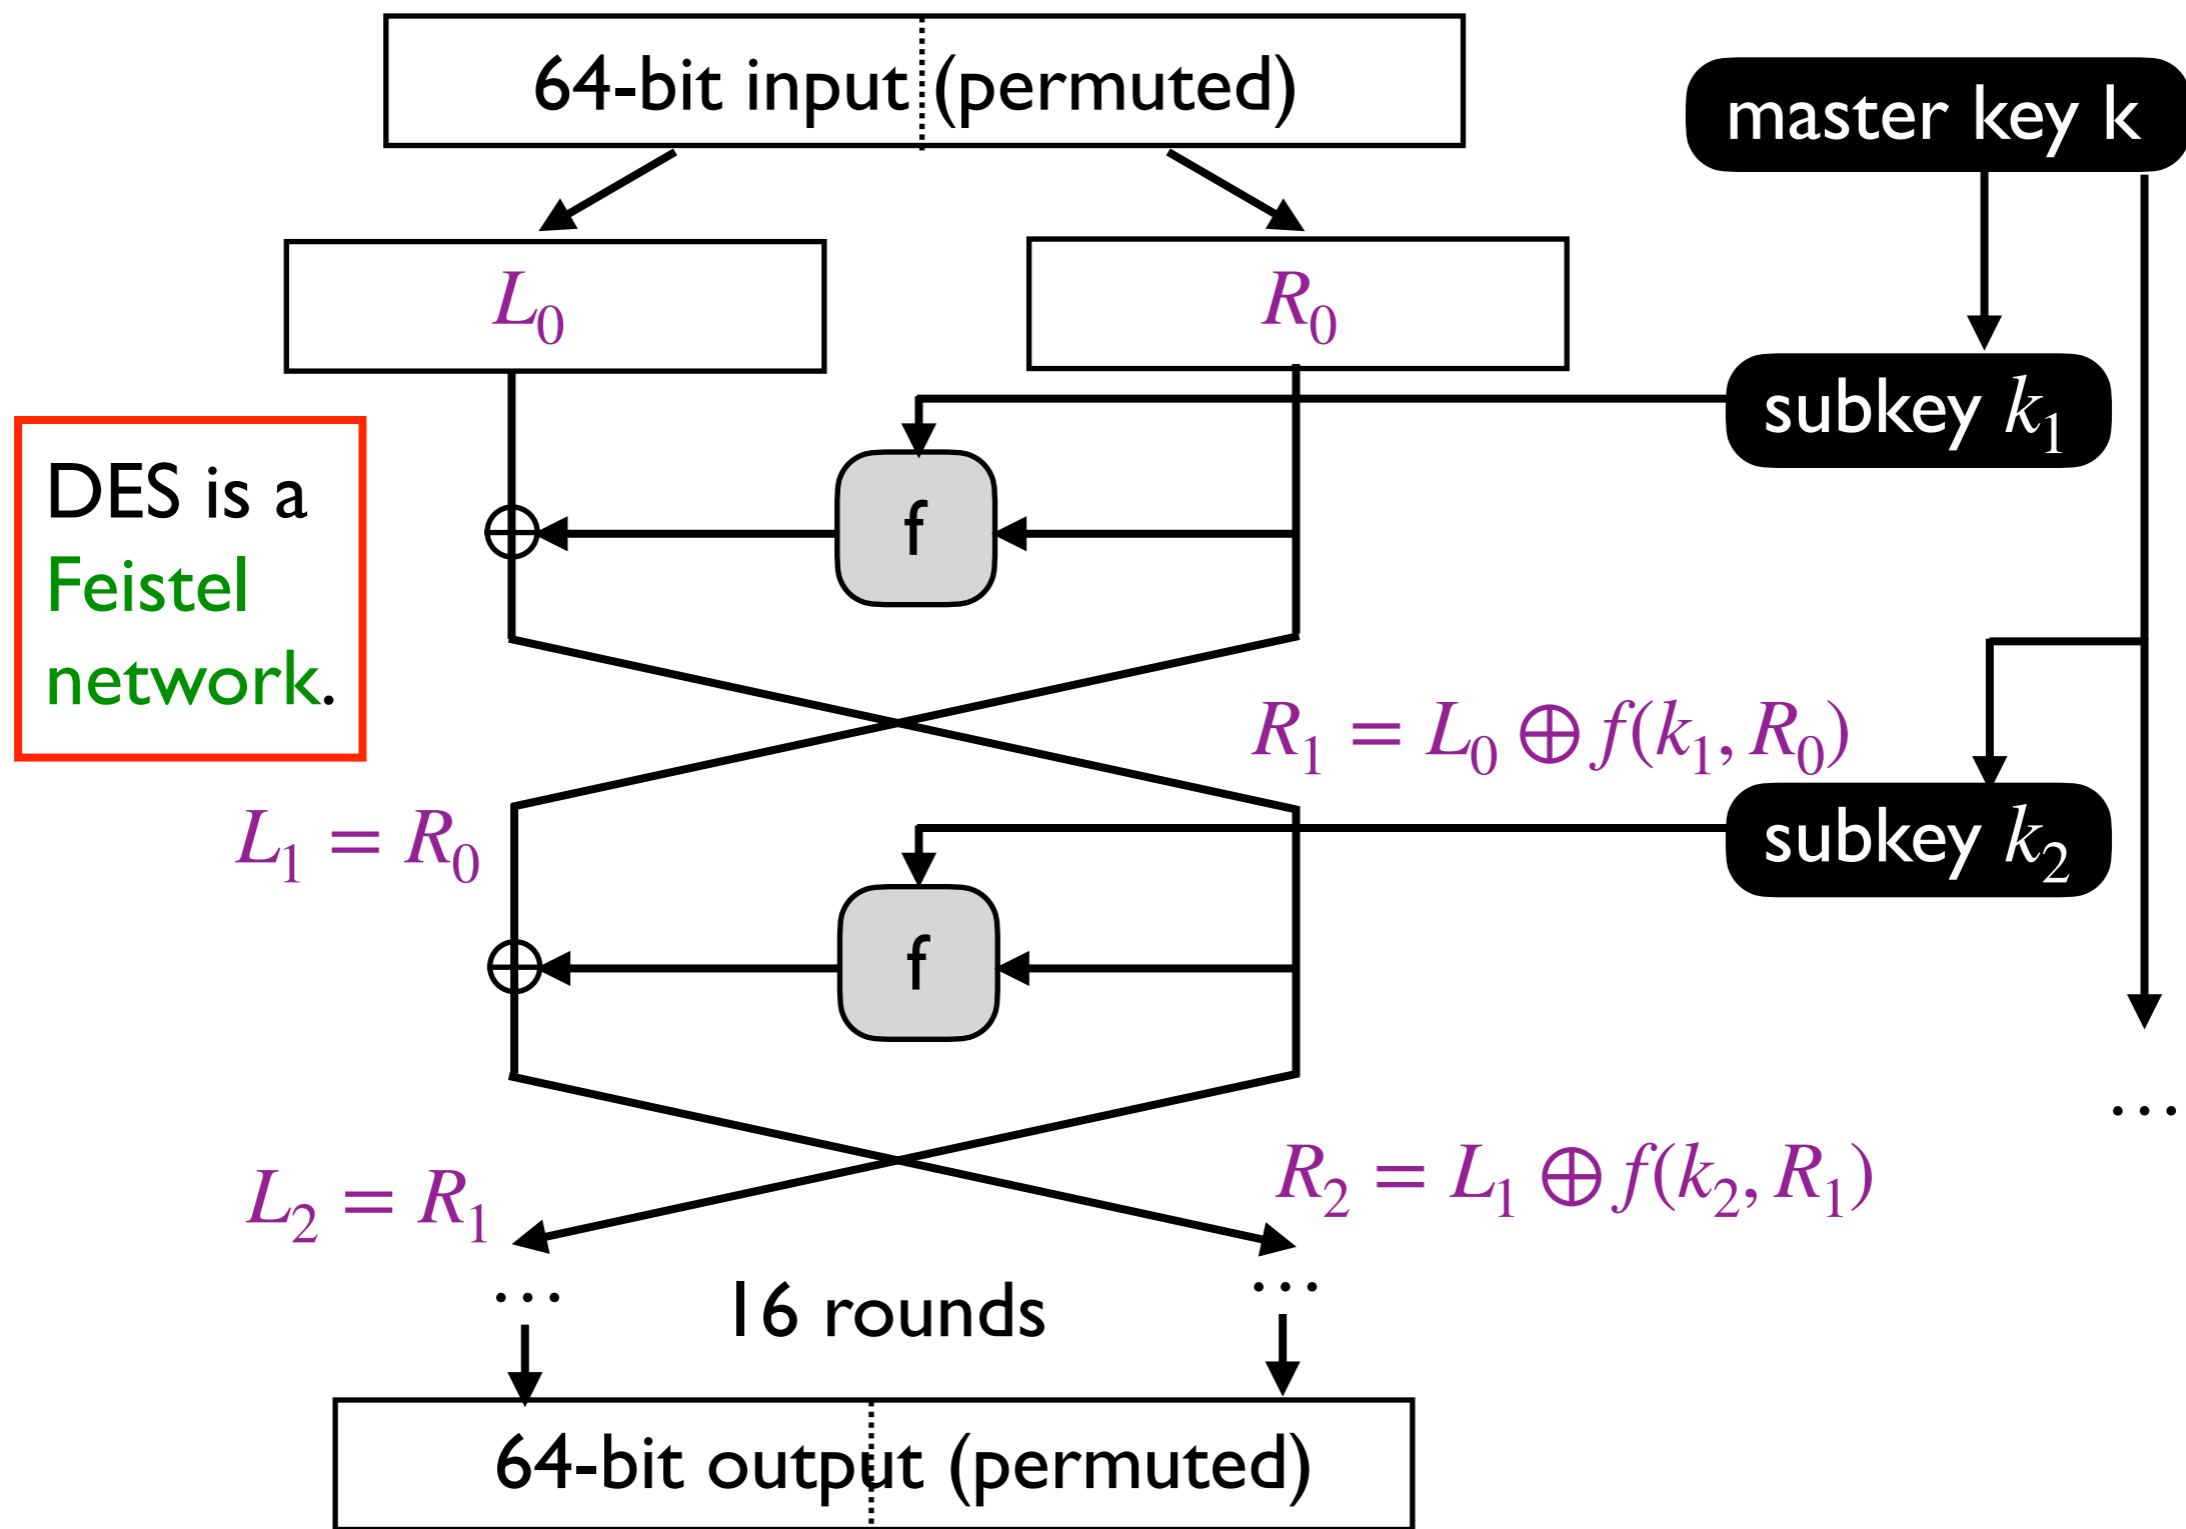 64-bit input (permuted)
master key k
L₀
R₀
subkey k₁
f
DES is a
Feistel
network.
R₁ = L₀ ⊕ f(k₁, R₀)
L₁ = R₀
subkey k₂
f
...
L₂ = R₁
R₂ = L₁ ⊕ f(k₂, R₁)
...
16 rounds
...
64-bit output (permuted)